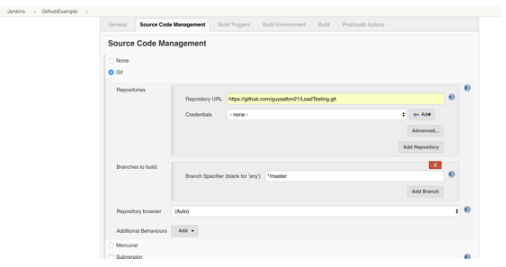 Jenkins › GithubExample ›
General Source Code Management Build Triggers Build Environment Build Post-build Actions
Source Code Management
None
Git
Repositories
Repository URL https://github.com/guysalton21/LoadTesting.git
Credentials - none - Add
Advanced...
Add Repository
Branches to build
X
Branch Specifier (blank for 'any') */master
Add Branch
Repository browser (Auto)
Additional Behaviours Add
Mercurial
Subversion